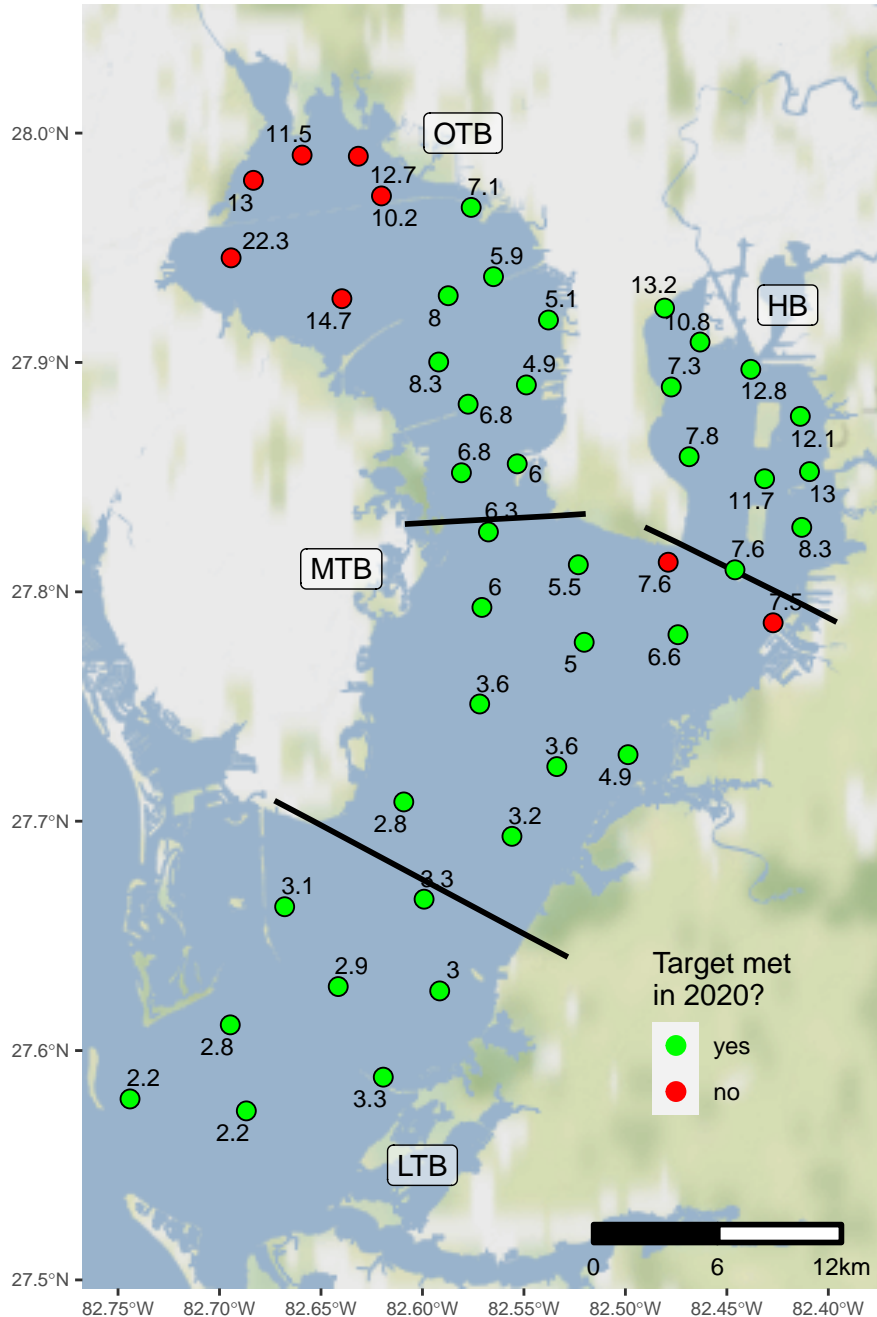 28.0°N
27.9°N
27.8°N
27.7°N
27.6°N
27.5°N
OTB
11.5
12.7
13
10.2
7.1
22.3
5.9
14.7
8
5.1
13.2
HB
10.8
8.3
4.9
7.3
12.8
6.8
12.1
6.8
6
7.8
11.7
13
6.3
8.3
MTB
5.5
7.6
7.6
6
7.5
5
6.6
3.6
3.6
4.9
2.8
3.2
3.3
3.1
2.9
3
2.8
2.2
2.2
3.3
LTB
Target met
in 2020?
yes
no
0 6 12km
82.75°W 82.70°W 82.65°W 82.60°W 82.55°W 82.50°W 82.45°W 82.40°W